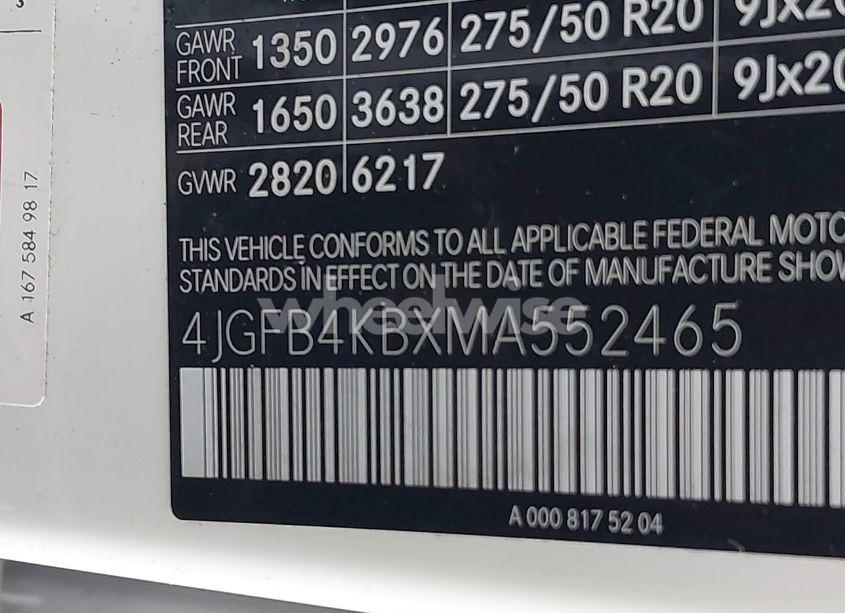 3
GAWR FRONT 1350 2976 275/50 R20 9Jx20
GAWR REAR 1650 3638 275/50 R20 9Jx20
GVWR 2820 6217
THIS VEHICLE CONFORMS TO ALL APPLICABLE FEDERAL MOTO
STANDARDS IN EFFECT ON THE DATE OF MANUFACTURE SHOW
wheelwise
4JGFB4KBXMA552465
A 000 817 52 04
A 167 584 98 17